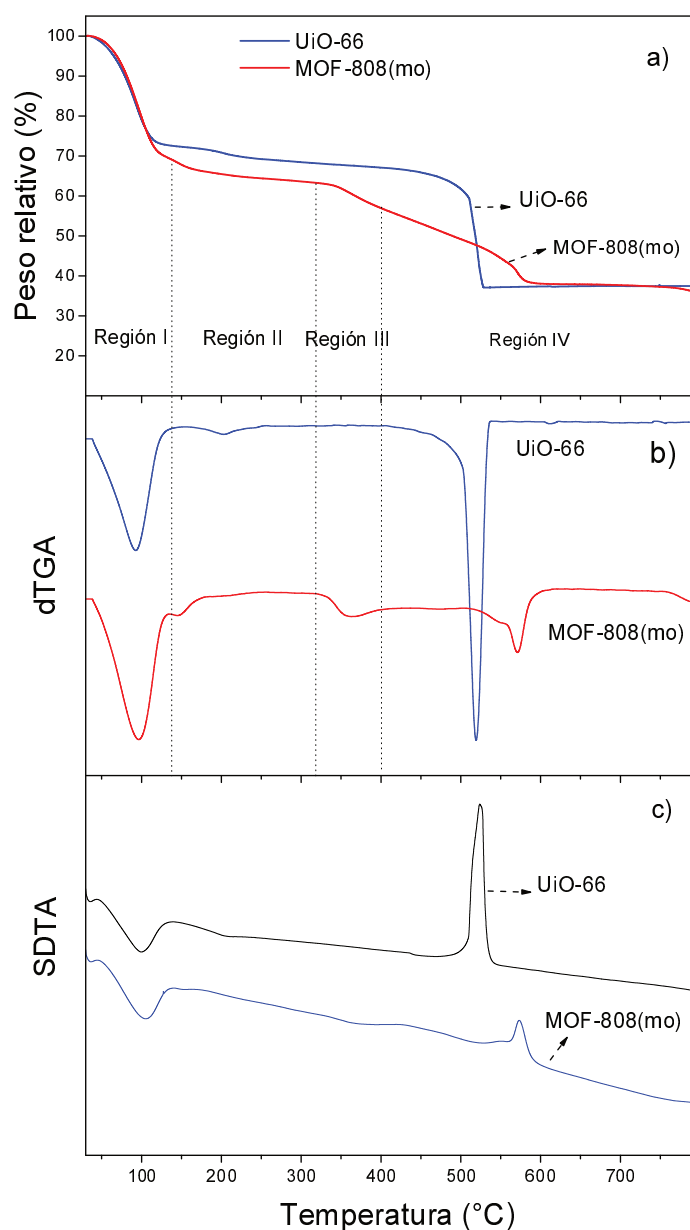 UiO-66
MOF-808(mo)
a)
Peso relativo (%)
100
90
80
70
60
50
40
30
20
UiO-66
MOF-808(mo)
Región I
Región II
Región III
Región IV
dTGA
UiO-66
b)
MOF-808(mo)
SDTA
c)
UiO-66
MOF-808(mo)
100 200 300 400 500 600 700
Temperatura (°C)